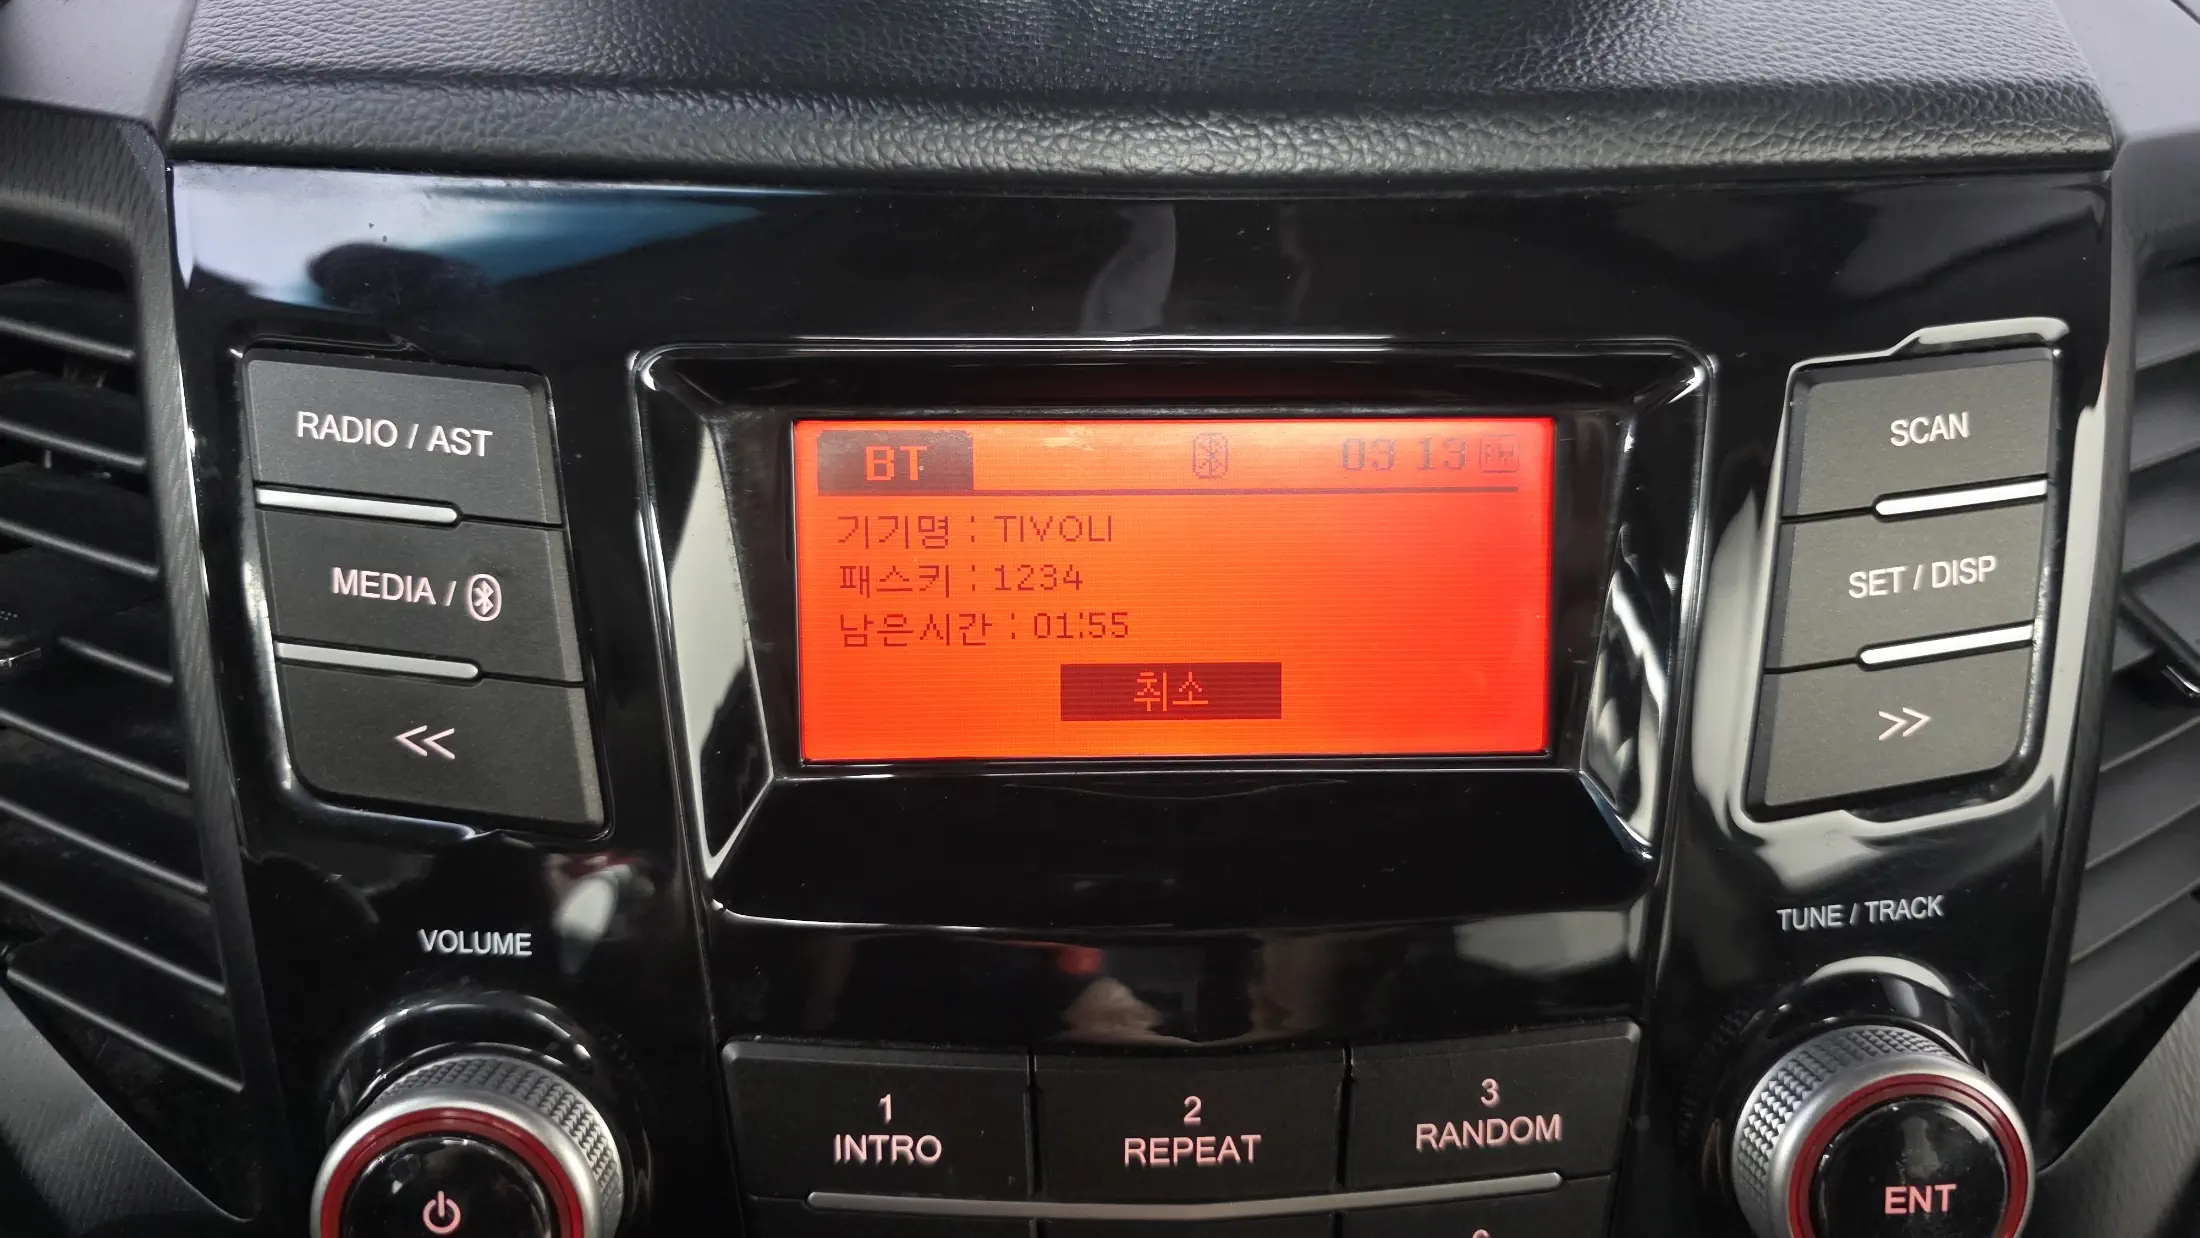 RADIO / AST
MEDIA /
<<
VOLUME
BT 03 13 PM
기기명 : TIVOLI
패스키 : 1234
남은시간 : 01:55
취소
SCAN
SET / DISP
>>
TUNE / TRACK
1
INTRO
2
REPEAT
3
RANDOM
ENT